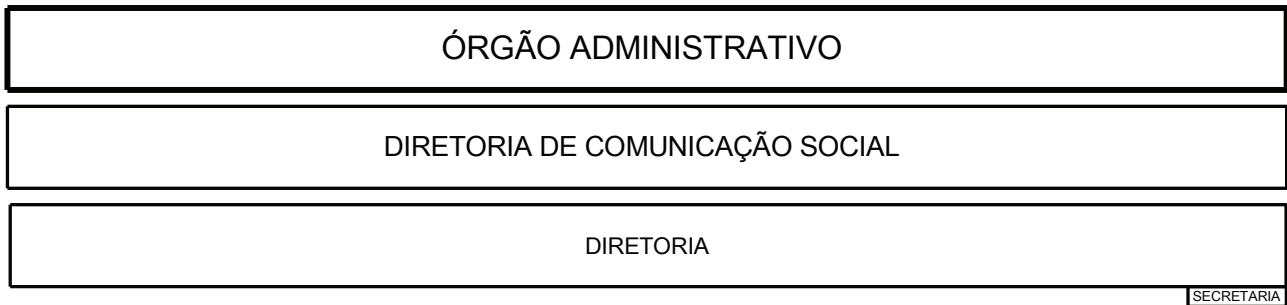 ÓRGÃO ADMINISTRATIVO
DIRETORIA DE COMUNICAÇÃO SOCIAL
DIRETORIA
SECRETARIA